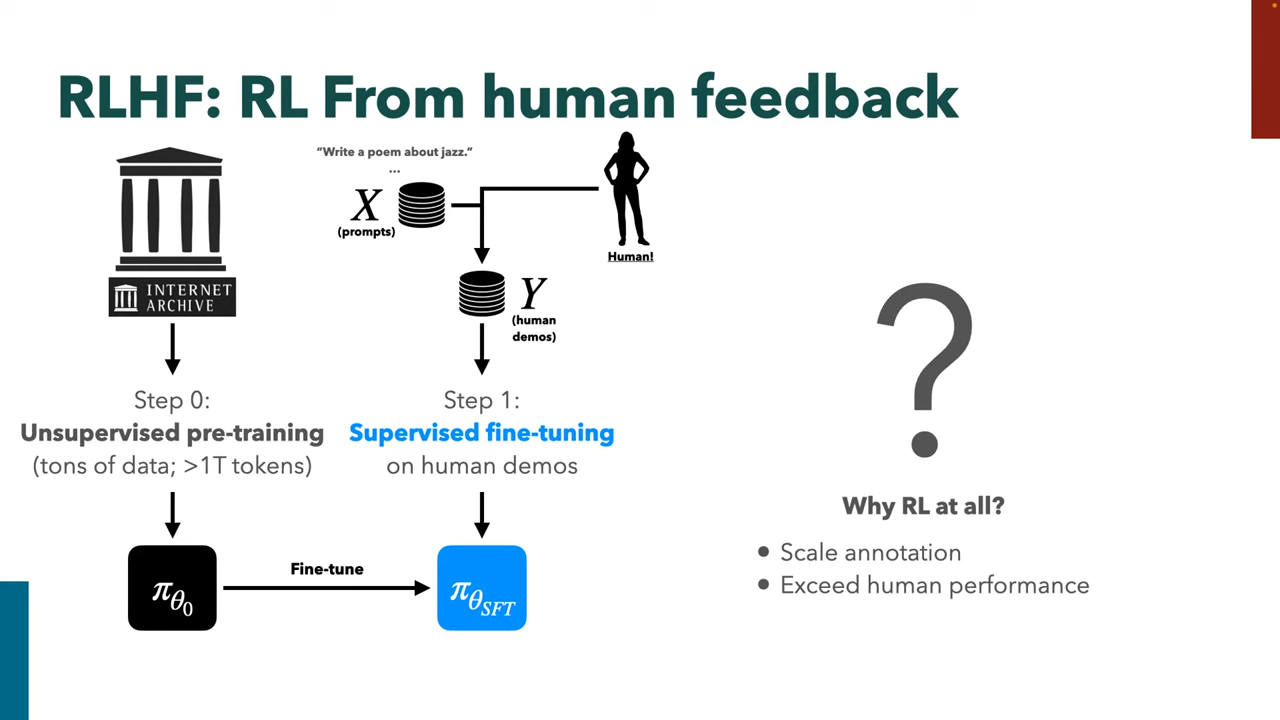 RLHF: RL From human feedback
“Write a poem about jazz.”
...
X
(prompts)
Human!
INTERNET
ARCHIVE
Y
(human
demos)
Step 0:
Unsupervised pre-training
(tons of data; >1T tokens)
Step 1:
Supervised fine-tuning
on human demos
?
Why RL at all?
• Scale annotation
• Exceed human performance
π_θ_0
Fine-tune
π_θ_SFT